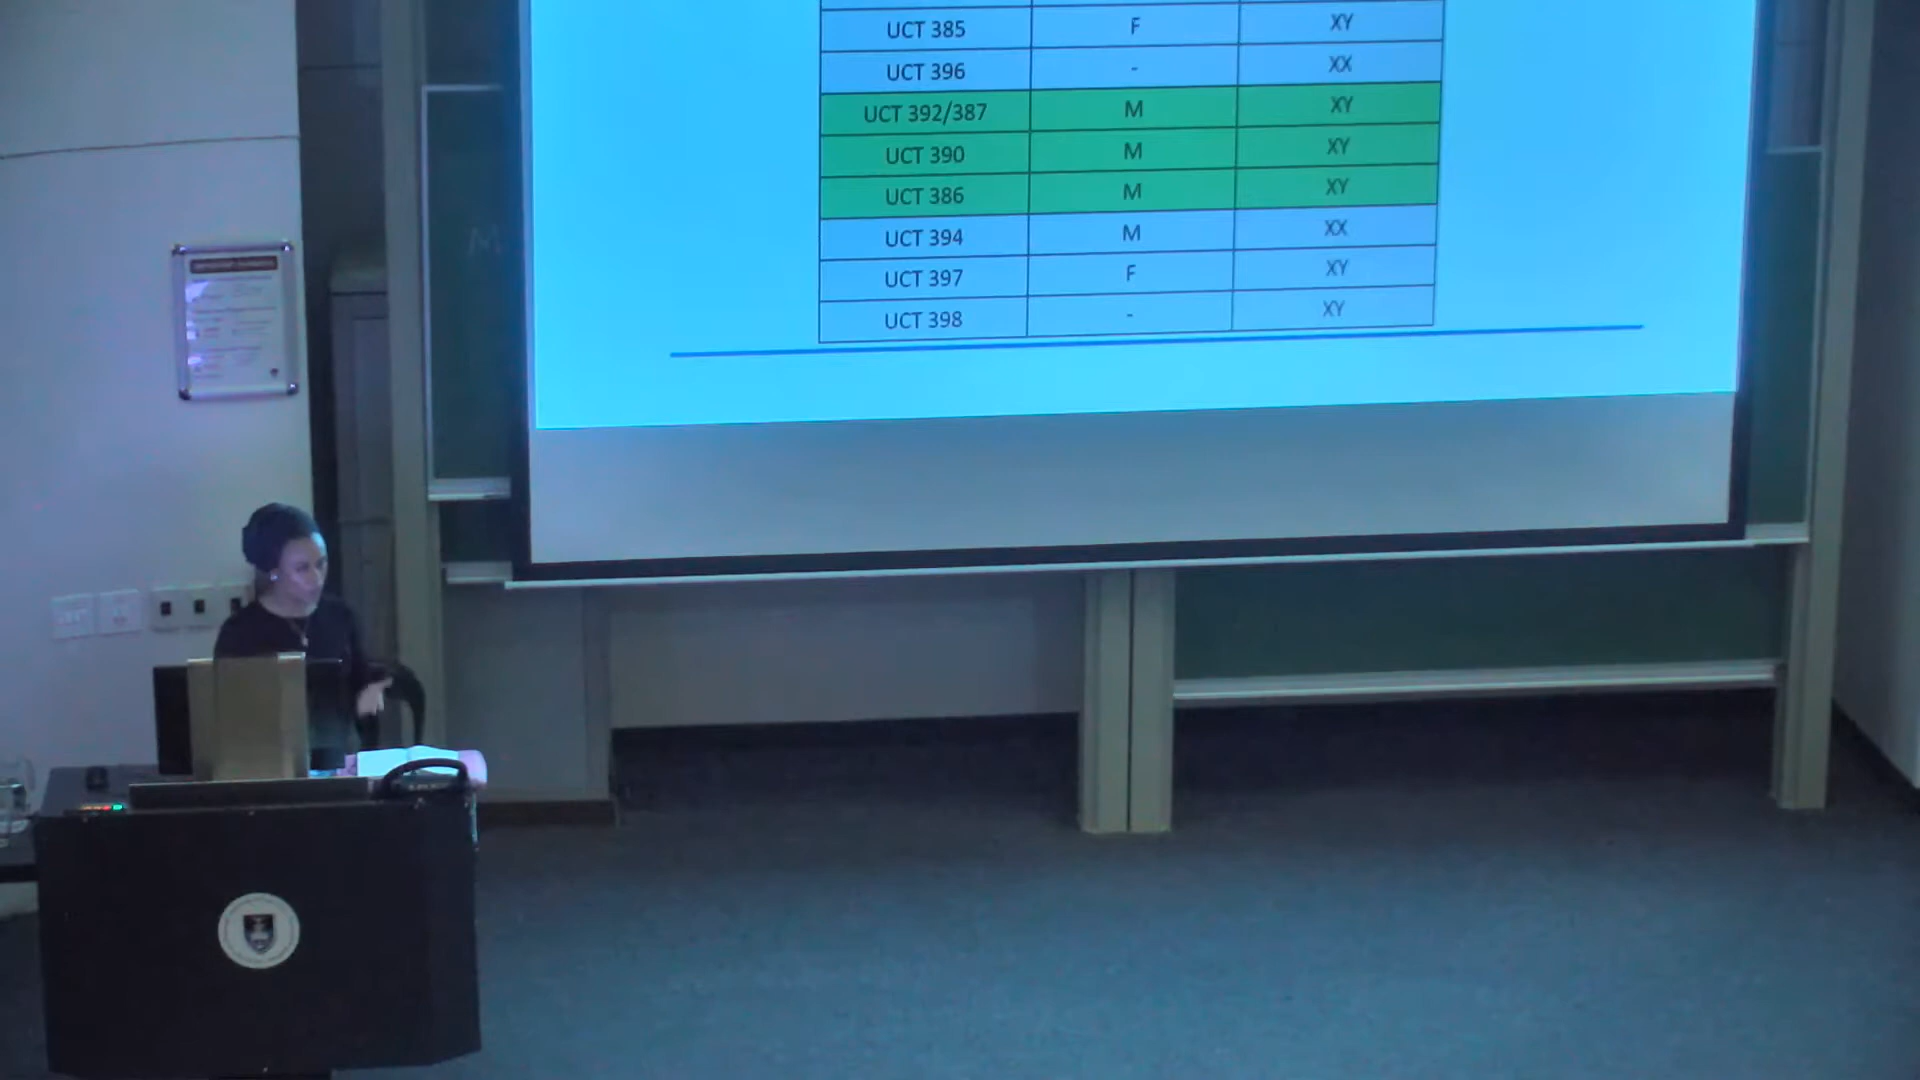 UCT 385 F XY
UCT 396 - XX
UCT 392/387 M XY
UCT 390 M XY
UCT 386 M XY
UCT 394 M XX
UCT 397 F XY
UCT 398 - XY